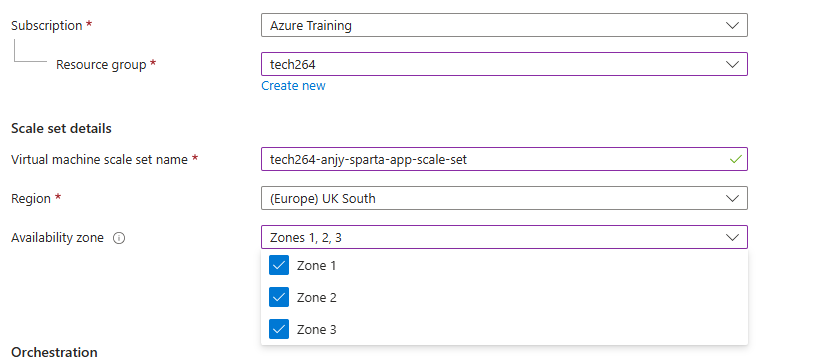 Subscription *
Azure Training
Resource group *
tech264
Create new
Scale set details
Virtual machine scale set name *
tech264-anjy-sparta-app-scale-set
Region *
(Europe) UK South
Availability zone
Zones 1, 2, 3
Zone 1
Zone 2
Zone 3
Orchestration